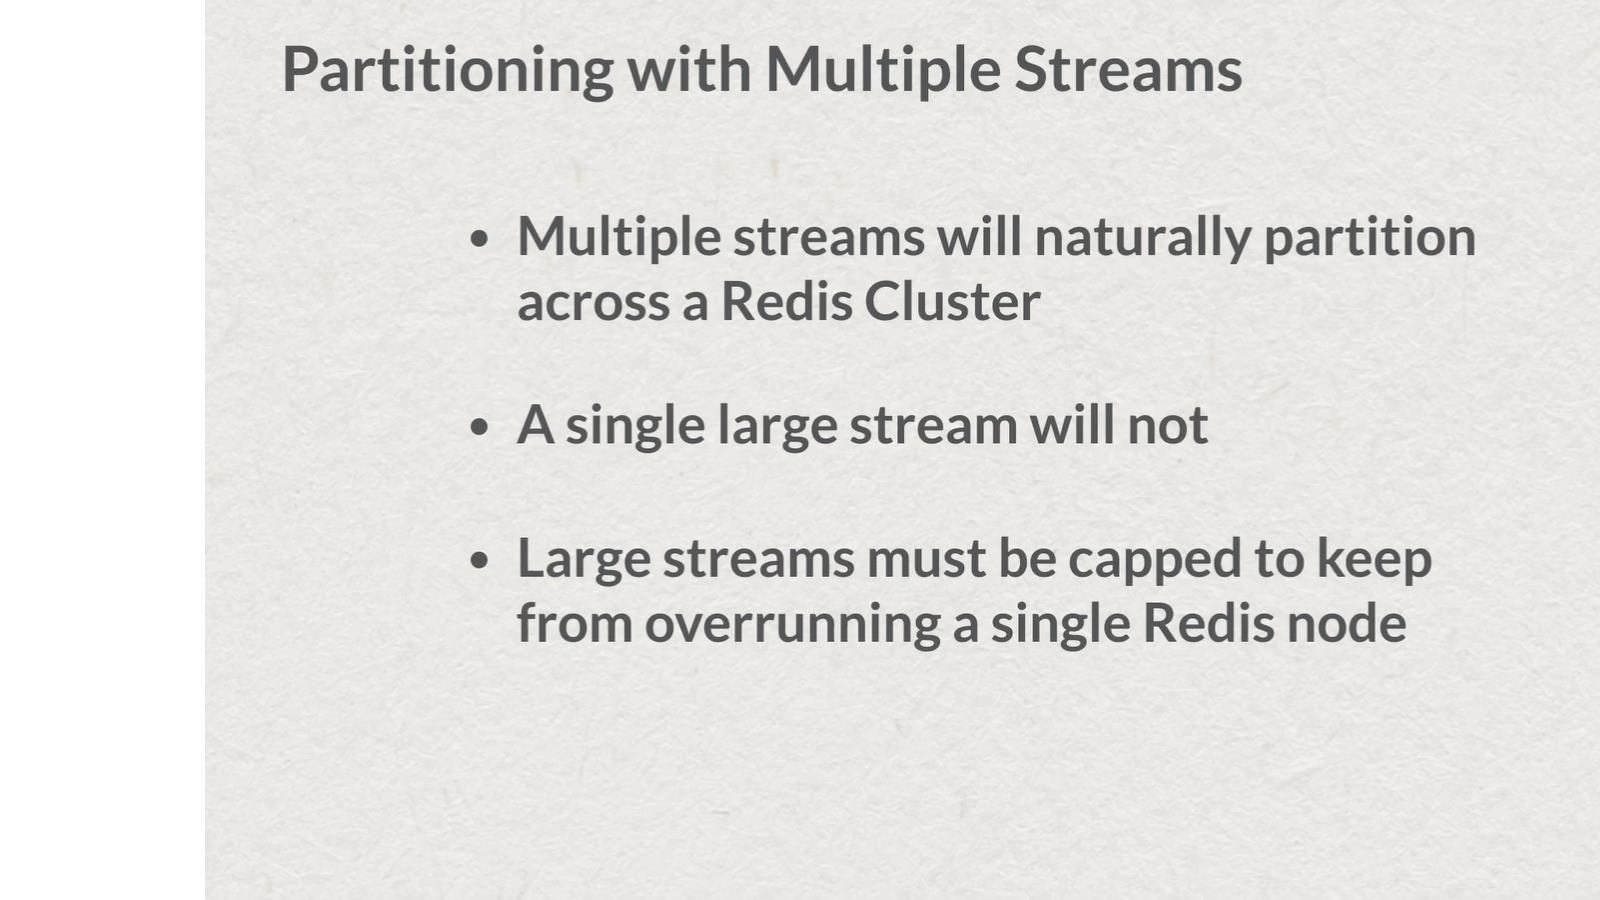 Partitioning with Multiple Streams
• Multiple streams will naturally partition
across a Redis Cluster
• A single large stream will not
• Large streams must be capped to keep
from overrunning a single Redis node